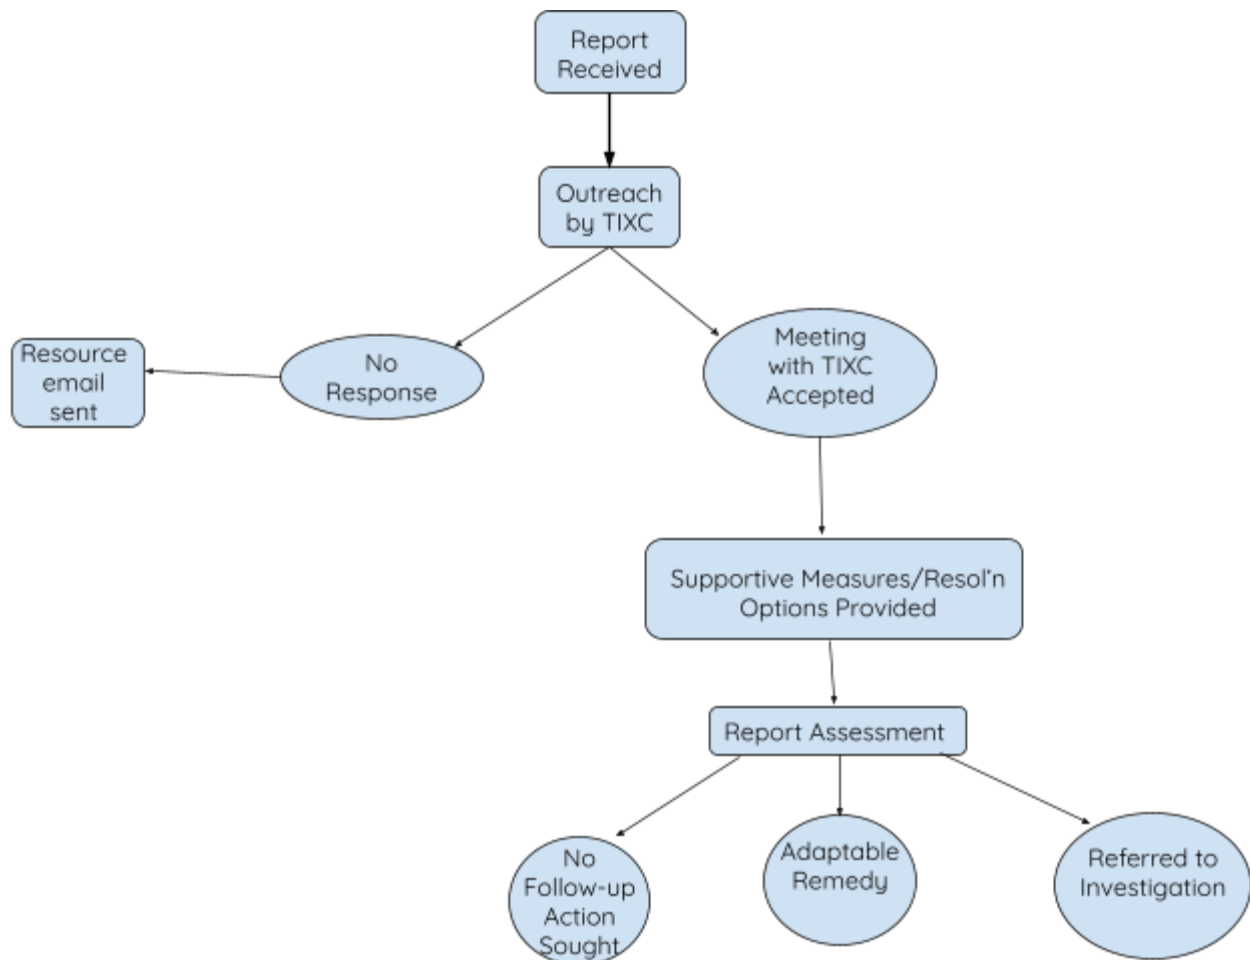 Report
Received
Outreach
by TIXC
Resource
email
sent
No
Response
Meeting
with TIXC
Accepted
Supportive Measures/Resol'n
Options Provided
Report Assessment
No
Follow-up
Action
Sought
Adaptable
Remedy
Referred to
Investigation